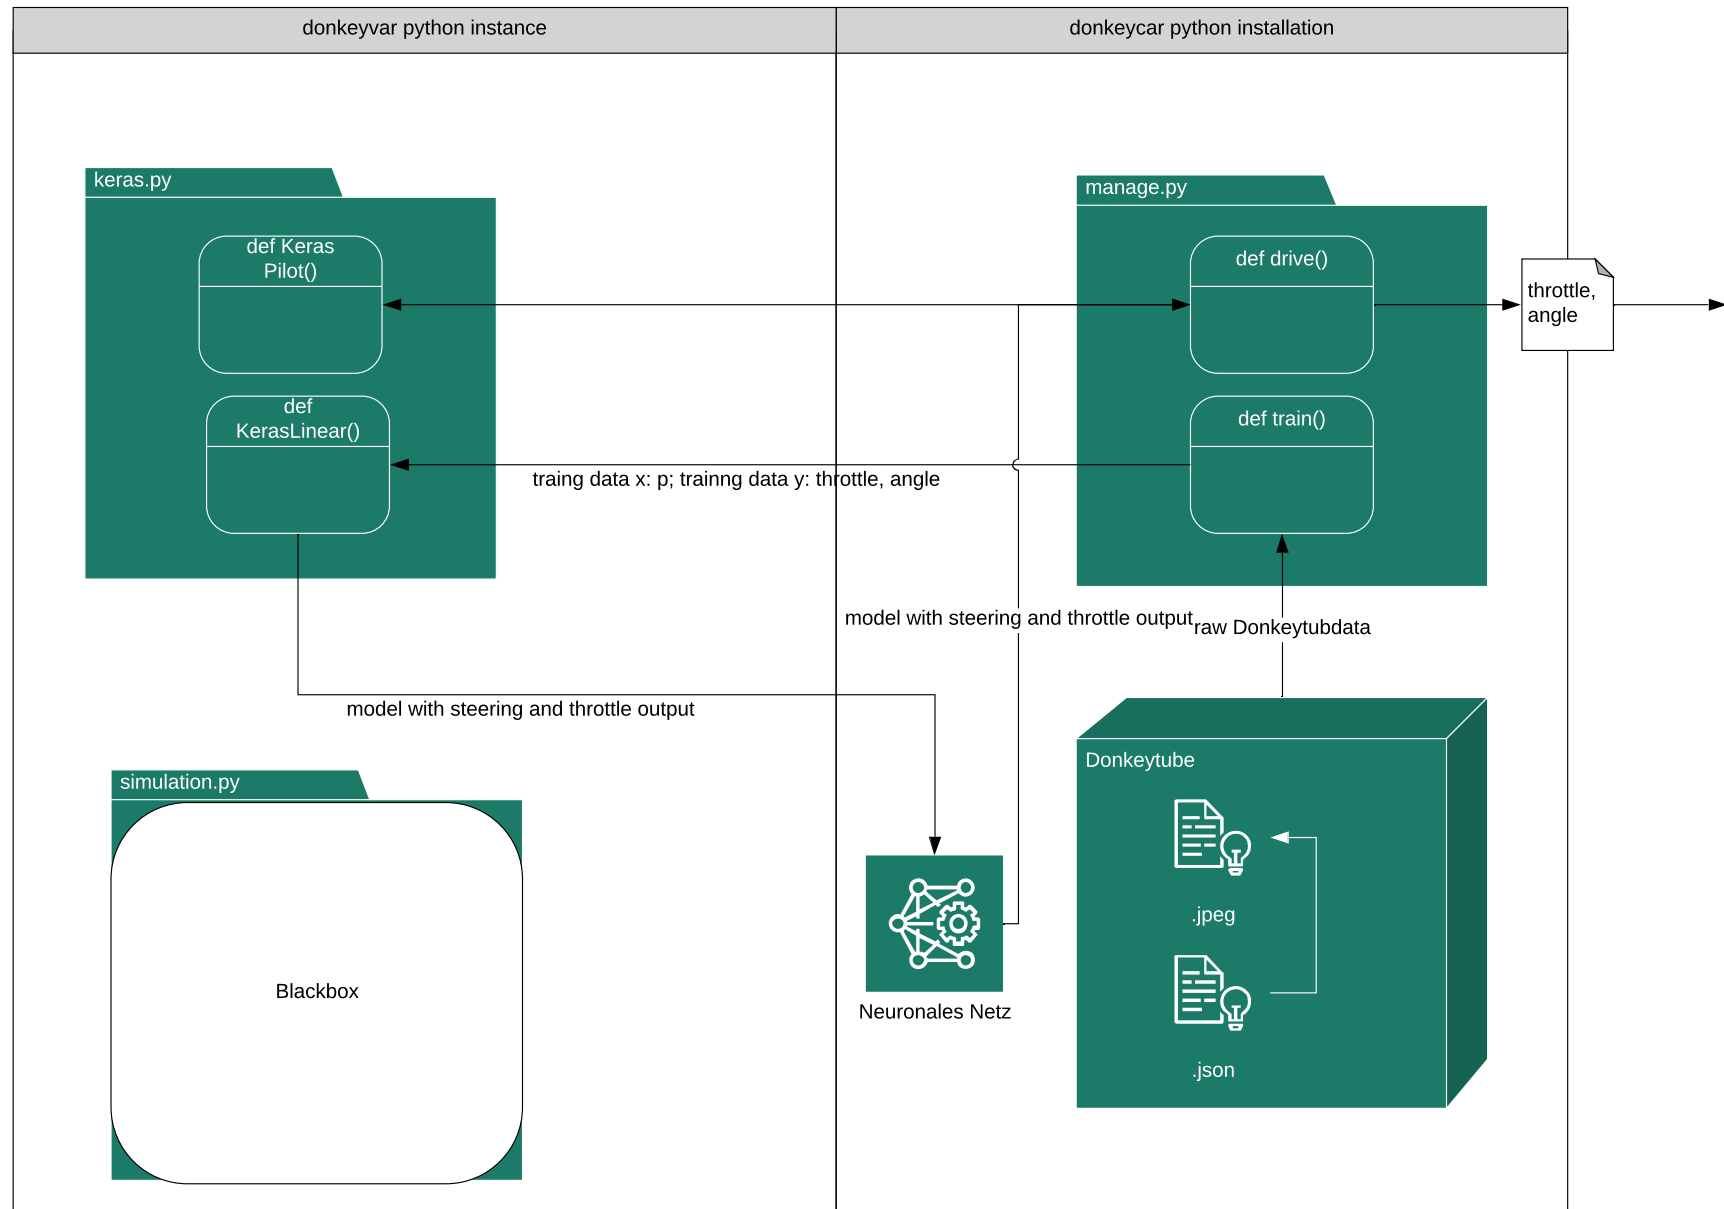 donkeyvar python instance
donkeycar python installation
keras.py
def Keras
Pilot()
def
KerasLinear()
manage.py
def drive()
def train()
throttle,
angle
traing data x: p; trainng data y: throttle, angle
model with steering and throttle output
raw Donkeytubdata
model with steering and throttle output
simulation.py
Blackbox
Neuronales Netz
Donkeytube
.jpeg
.json